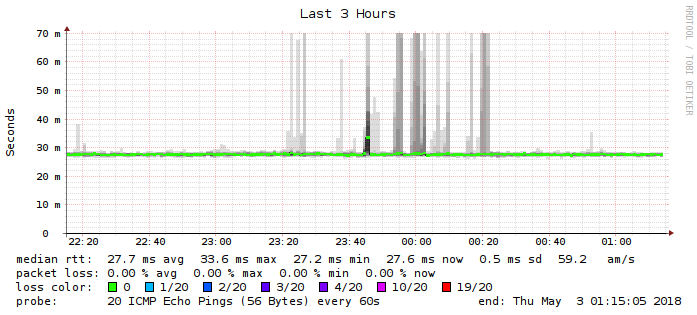 Last 3 Hours
RRDTOOL / TOBI OETIKER
Seconds
70 m
60 m
50 m
40 m
30 m
20 m
10 m
0
22:20 22:40 23:00 23:20 23:40 00:00 00:20 00:40 01:00
median rtt: 27.7 ms avg 33.6 ms max 27.2 ms min 27.6 ms now 0.5 ms sd 59.2 am/s
packet loss: 0.00 % avg 0.00 % max 0.00 % min 0.00 % now
loss color: 0 1/20 2/20 3/20 4/20 10/20 19/20
probe: 20 ICMP Echo Pings (56 Bytes) every 60s end: Thu May 3 01:15:05 2018